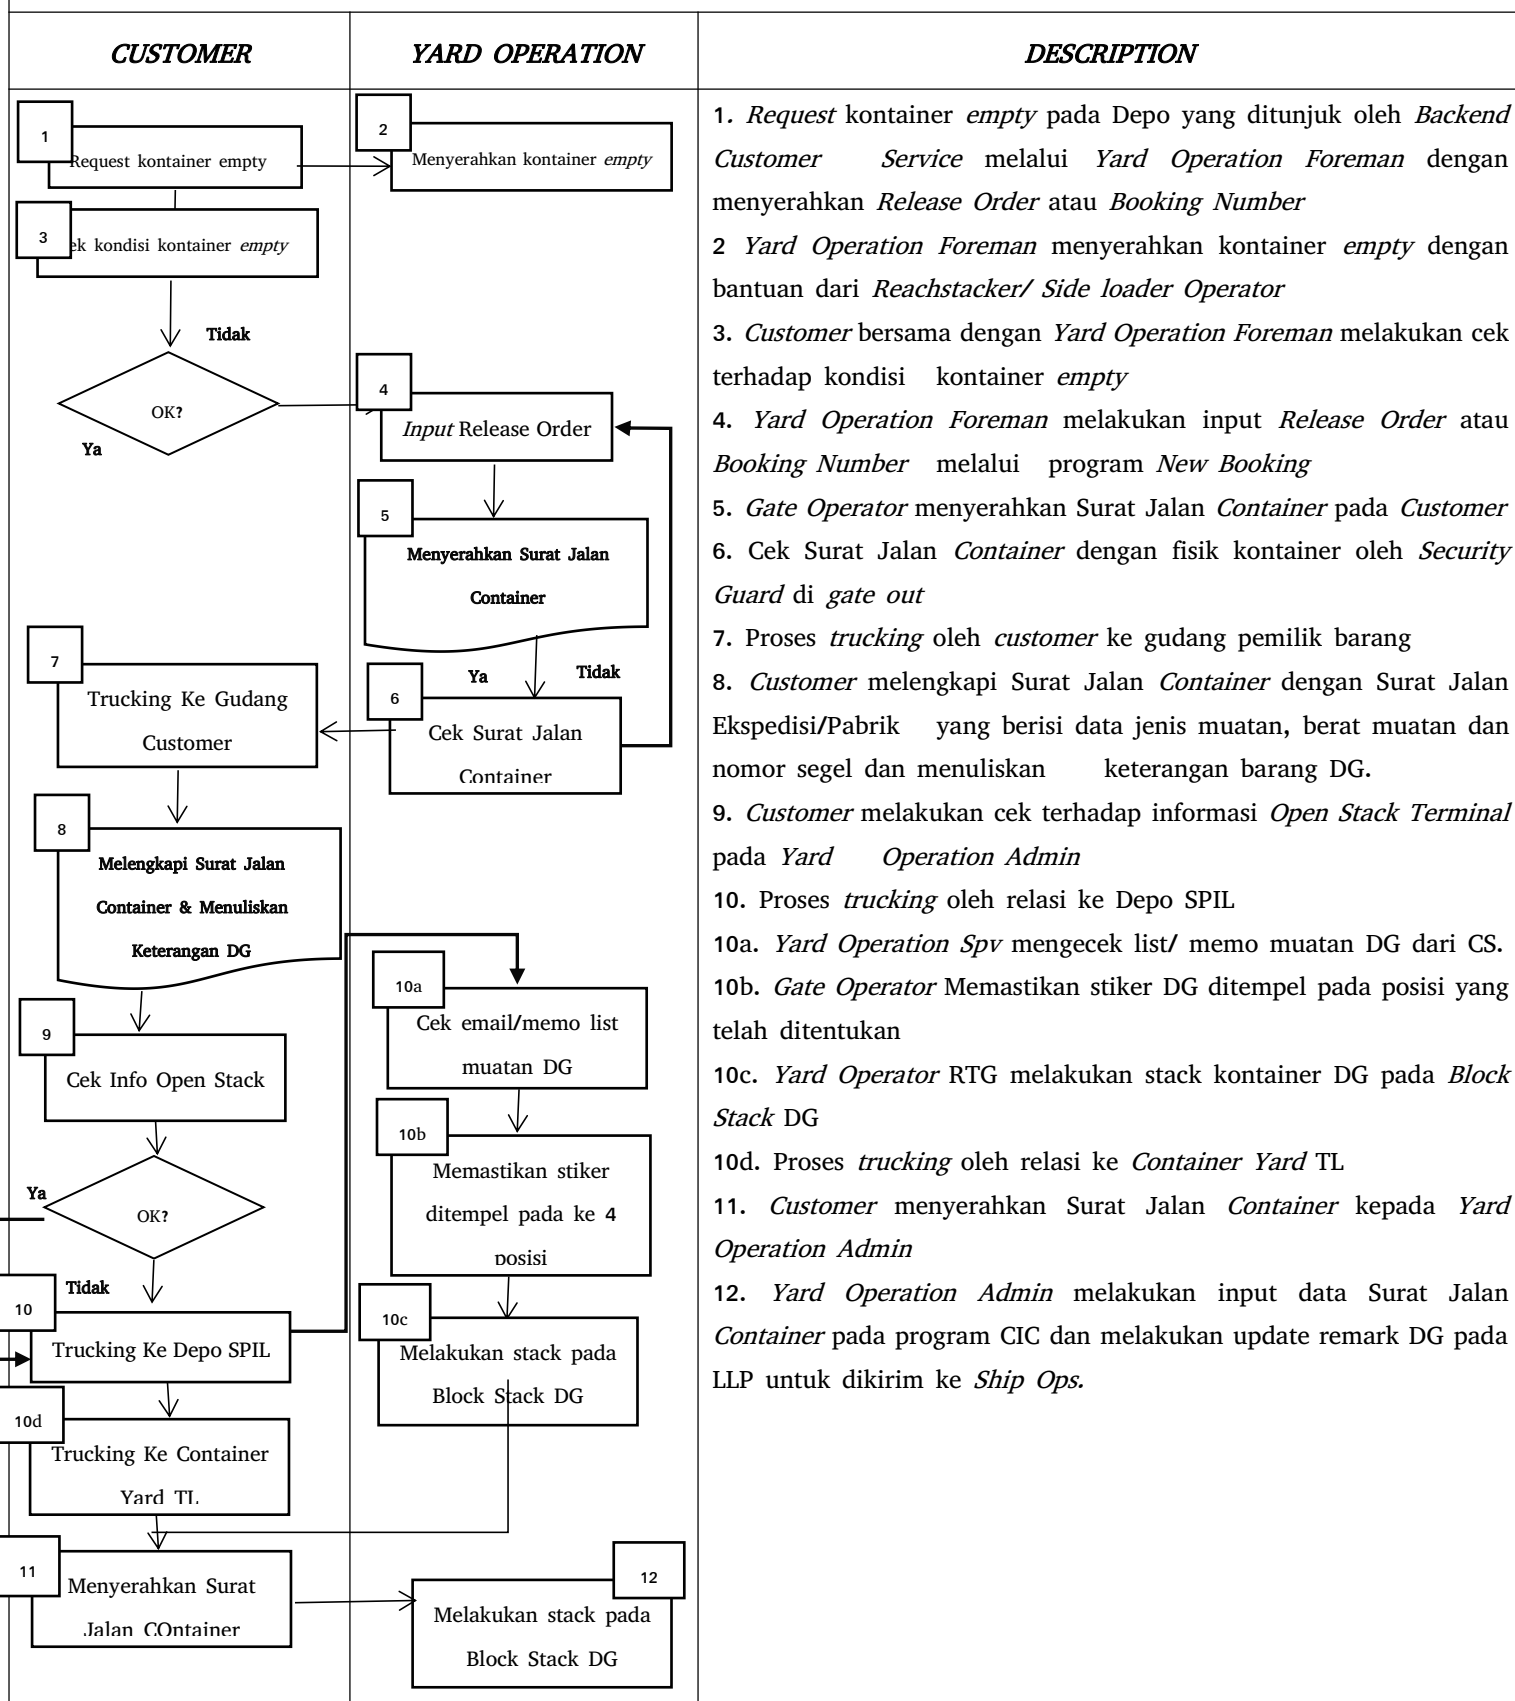 CUSTOMER
YARD OPERATION
DESCRIPTION
1
Request kontainer empty
2
Menyerahkan kontainer empty
3
ek kondisi kontainer empty
Tidak
OK?
Ya
4
Input Release Order
5
Menyerahkan Surat Jalan
Container
Ya
Tidak
6
Cek Surat Jalan
Container
7
Trucking Ke Gudang
Customer
8
Melengkapi Surat Jalan
Container & Menuliskan
Keterangan DG
9
Cek Info Open Stack
Ya
OK?
Tidak
10
Trucking Ke Depo SPIL
10a
Cek email/memo list
muatan DG
10b
Memastikan stiker
ditempel pada ke 4
posisi
10c
Melakukan stack pada
Block Stack DG
10d
Trucking Ke Container
Yard TL
11
Menyerahkan Surat
Jalan COntainer
12
Melakukan stack pada
Block Stack DG
1. Request kontainer empty pada Depo yang ditunjuk oleh Backend
Customer Service melalui Yard Operation Foreman dengan
menyerahkan Release Order atau Booking Number
2 Yard Operation Foreman menyerahkan kontainer empty dengan
bantuan dari Reachstacker/ Side loader Operator
3. Customer bersama dengan Yard Operation Foreman melakukan cek
terhadap kondisi kontainer empty
4. Yard Operation Foreman melakukan input Release Order atau
Booking Number melalui program New Booking
5. Gate Operator menyerahkan Surat Jalan Container pada Customer
6. Cek Surat Jalan Container dengan fisik kontainer oleh Security
Guard di gate out
7. Proses trucking oleh customer ke gudang pemilik barang
8. Customer melengkapi Surat Jalan Container dengan Surat Jalan
Ekspedisi/Pabrik yang berisi data jenis muatan, berat muatan dan
nomor segel dan menuliskan keterangan barang DG.
9. Customer melakukan cek terhadap informasi Open Stack Terminal
pada Yard Operation Admin
10. Proses trucking oleh relasi ke Depo SPIL
10a. Yard Operation Spv mengecek list/ memo muatan DG dari CS.
10b. Gate Operator Memastikan stiker DG ditempel pada posisi yang
telah ditentukan
10c. Yard Operator RTG melakukan stack kontainer DG pada Block
Stack DG
10d. Proses trucking oleh relasi ke Container Yard TL
11. Customer menyerahkan Surat Jalan Container kepada Yard
Operation Admin
12. Yard Operation Admin melakukan input data Surat Jalan
Container pada program CIC dan melakukan update remark DG pada
LLP untuk dikirim ke Ship Ops.